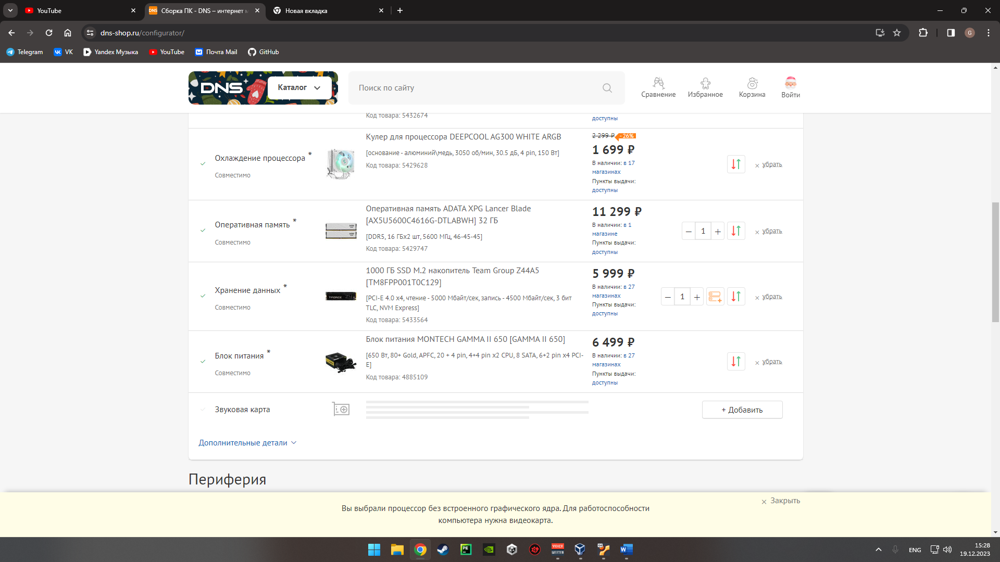 YouTube
Сборка ПК - DNS – интернет м
Новая вкладка
dns-shop.ru/configurator/
G
Telegram
VK
Yandex Музыка
YouTube
Почта Mail
GitHub
DNS
Каталог
Поиск по сайту
Сравнение
Избранное
Корзина
Войти
Код товара: 5432674
доступны
Охлаждение процессора *
Совместимо
Кулер для процессора DEEPCOOL AG300 WHITE ARGB
[основание - алюминий\медь, 3050 об/мин, 30.5 дБ, 4 pin, 150 Вт]
Код товара: 5429628
2 299 ₽ - 26%
1 699 ₽
В наличии: в 17
магазинах
Пункты выдачи:
доступны
убрать
Оперативная память *
Совместимо
Оперативная память ADATA XPG Lancer Blade
[AX5U5600C4616G-DTLABWH] 32 ГБ
[DDR5, 16 ГБx2 шт, 5600 МГц, 46-45-45]
Код товара: 5429747
11 299 ₽
В наличии: в 1
магазине
Пункты выдачи:
доступны
– 1 +
убрать
Хранение данных *
Совместимо
1000 ГБ SSD M.2 накопитель Team Group Z44A5
[TM8FPP001T0C129]
[PCI-E 4.0 x4, чтение - 5000 Мбайт/сек, запись - 4500 Мбайт/сек, 3 бит
TLC, NVM Express]
Код товара: 5433564
5 999 ₽
В наличии: в 27
магазинах
Пункты выдачи:
доступны
– 1 +
убрать
Блок питания *
Совместимо
Блок питания MONTECH GAMMA II 650 [GAMMA II 650]
[650 Вт, 80+ Gold, APFC, 20 + 4 pin, 4+4 pin x2 CPU, 8 SATA, 6+2 pin x4 PCI-
E]
Код товара: 4885109
6 499 ₽
В наличии: в 27
магазинах
Пункты выдачи:
доступны
убрать
Звуковая карта
+ Добавить
Дополнительные детали
Периферия
Вы выбрали процессор без встроенного графического ядра. Для работоспособности
компьютера нужна видеокарта.
Закрыть
VOICE
MEETER
ENG
15:28
19.12.2023